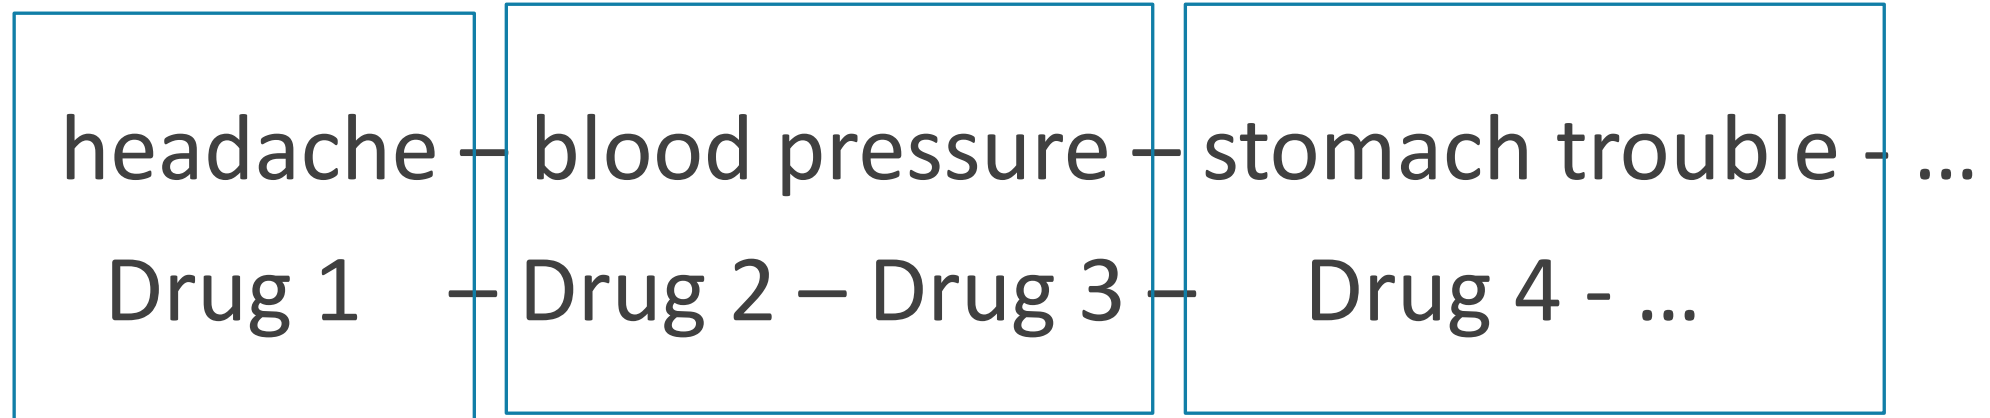 headache – blood pressure – stomach trouble - ...
Drug 1 – Drug 2 – Drug 3 – Drug 4 - ...